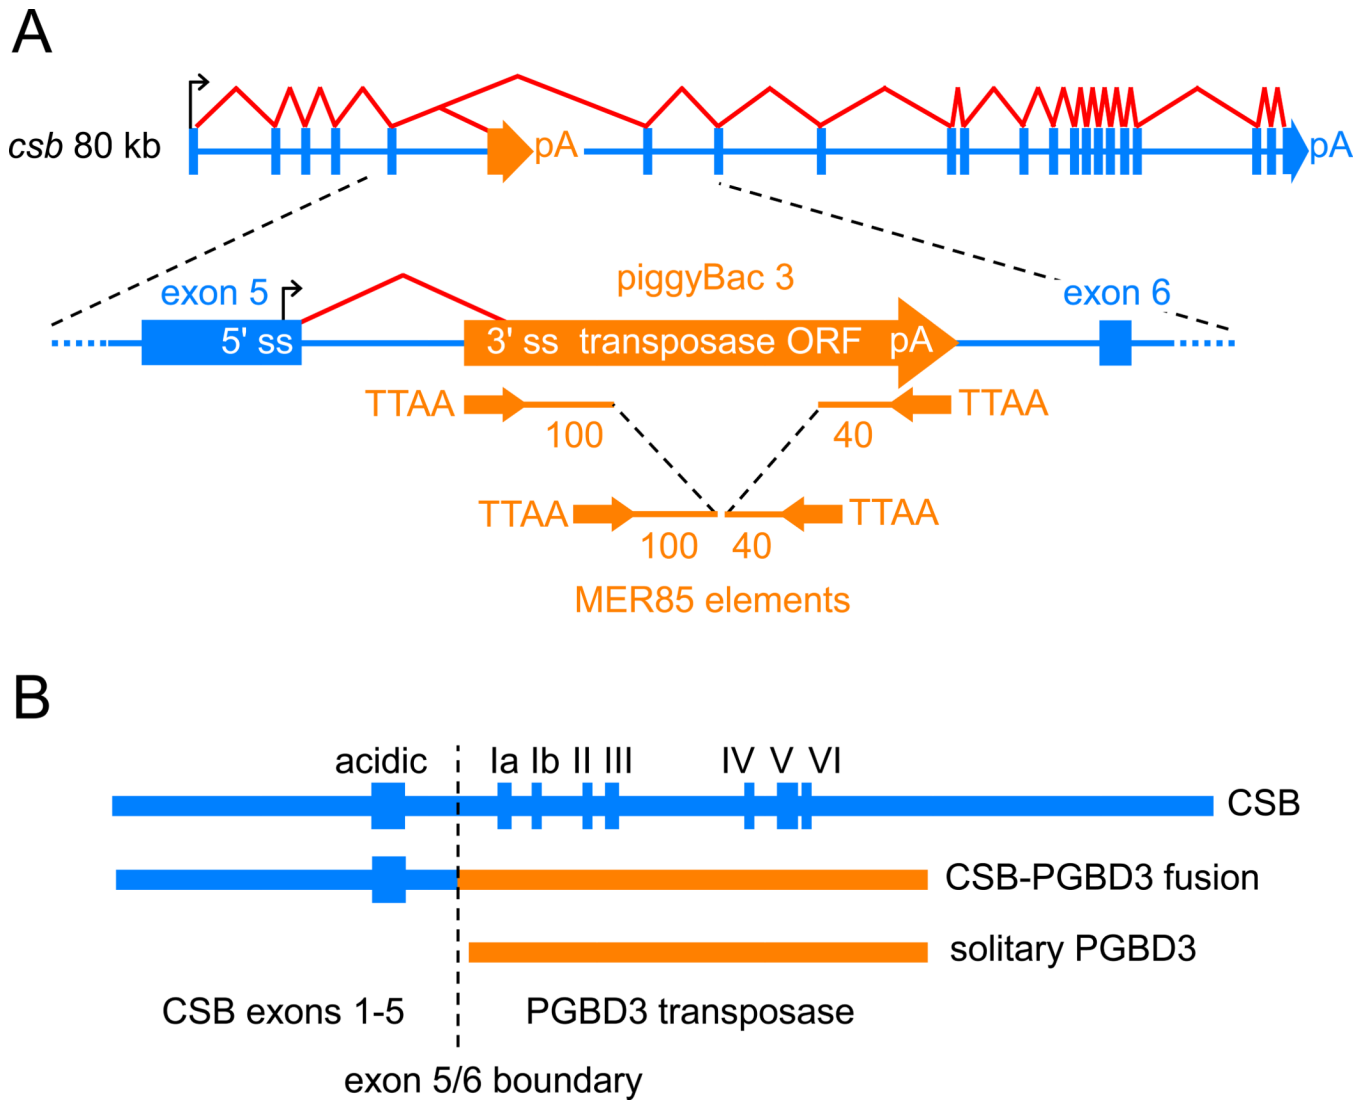 A
csb 80 kb
pA
pA
piggyBac 3
exon 5
exon 6
5' ss
3' ss transposase ORF pA
TTAA
TTAA
100
40
TTAA
TTAA
100
40
MER85 elements
B
acidic Ia Ib II III IV V VI
CSB
CSB-PGBD3 fusion
solitary PGBD3
CSB exons 1-5
PGBD3 transposase
exon 5/6 boundary